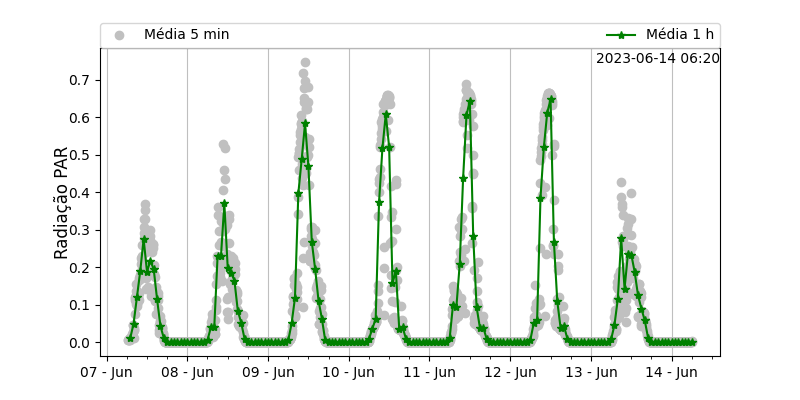 Média 5 min
Média 1 h
2023-06-14 06:20
Radiação PAR
0.7
0.6
0.5
0.4
0.3
0.2
0.1
0.0
07 - Jun
08 - Jun
09 - Jun
10 - Jun
11 - Jun
12 - Jun
13 - Jun
14 - Jun